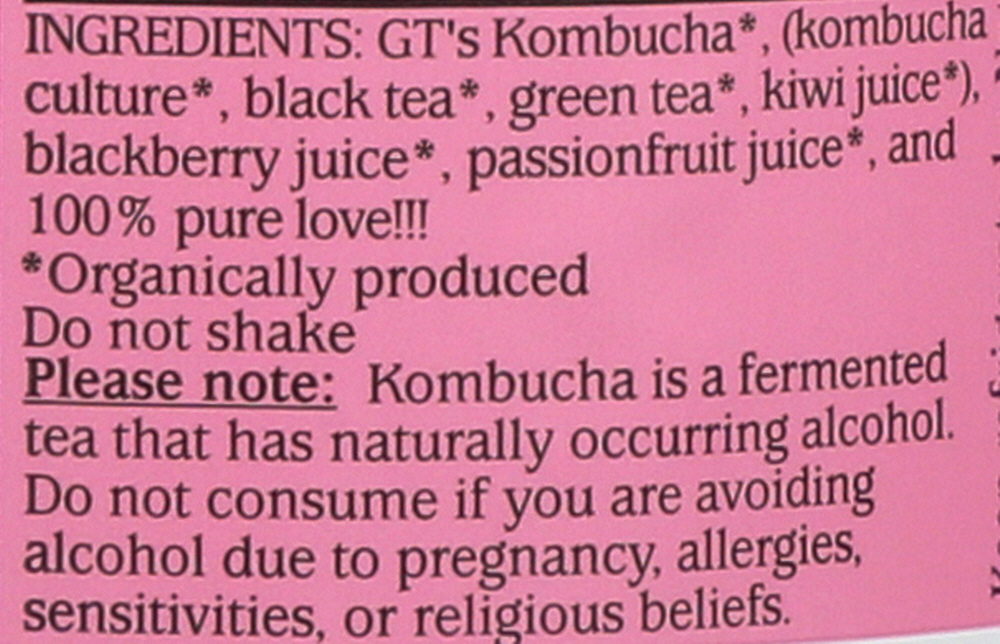 INGREDIENTS: GT's Kombucha*, (kombucha
culture*, black tea*, green tea*, kiwi juice*),
blackberry juice*, passionfruit juice*, and
100% pure love!!!
*Organically produced
Do not shake
Please note: Kombucha is a fermented
tea that has naturally occurring alcohol.
Do not consume if you are avoiding
alcohol due to pregnancy, allergies,
sensitivities, or religious beliefs.